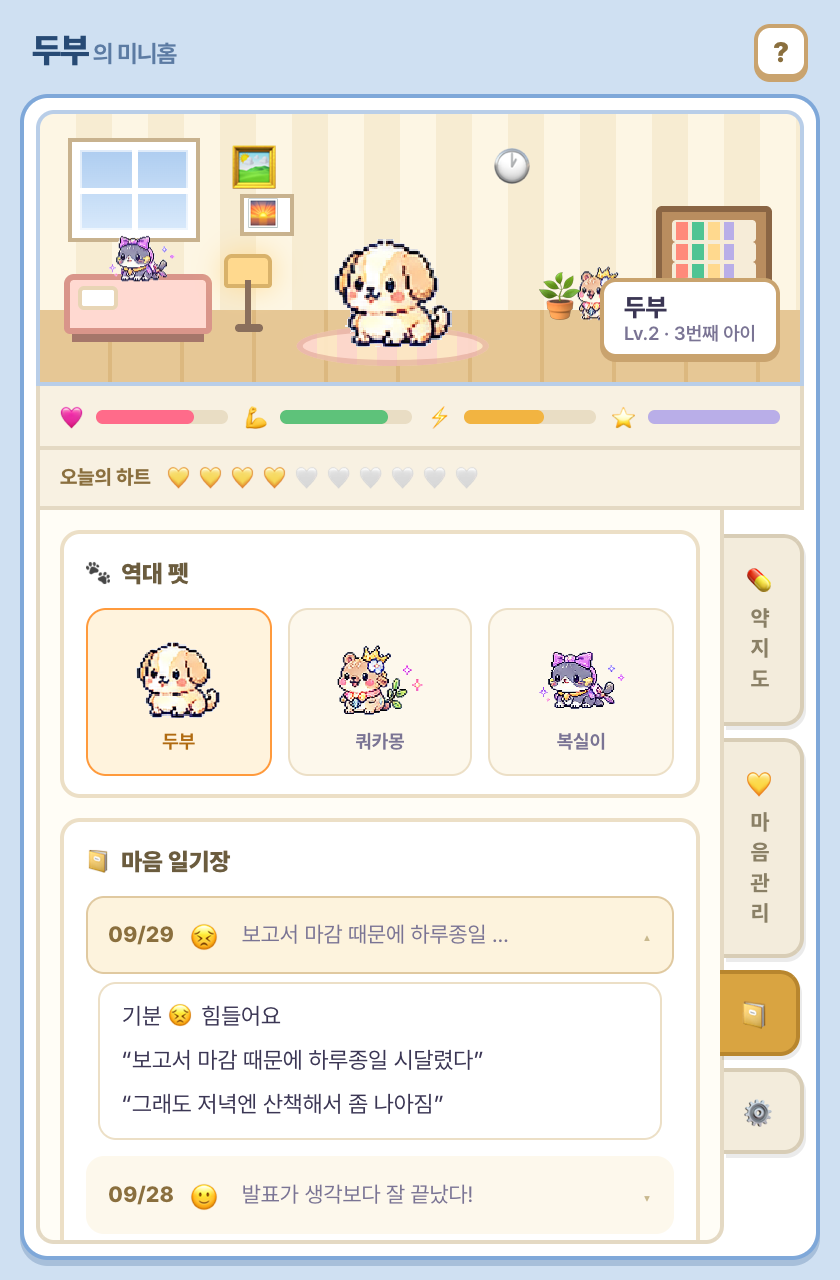 두부의 미니홈
?
두부
Lv.2 · 3번째 아이
오늘의 하트
역대 펫
두부
쿼카몽
복실이
약지도
마음관리
마음 일기장
09/29 보고서 마감 때문에 하루종일 ...
기분 힘들어요
“보고서 마감 때문에 하루종일 시달렸다”
“그래도 저녁엔 산책해서 좀 나아짐”
09/28 발표가 생각보다 잘 끝났다!